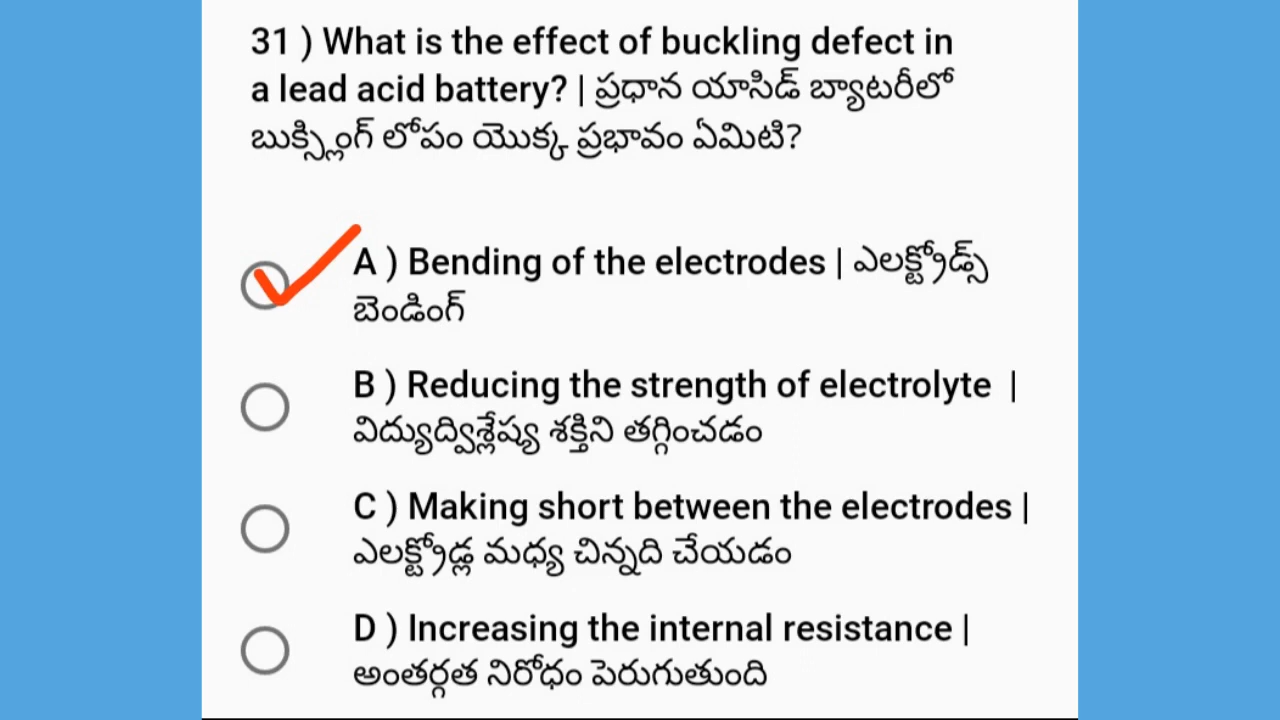 31 ) What is the effect of buckling defect in
a lead acid battery? | ప్రధాన యాసిడ్ బ్యాటరీలో
బుక్స్లింగ్ లోపం యొక్క ప్రభావం ఏమిటి?
A ) Bending of the electrodes | ఎలక్ట్రోడ్స్
బెండింగ్
B ) Reducing the strength of electrolyte |
విద్యుద్విశ్లేష్య శక్తిని తగ్గించడం
C ) Making short between the electrodes |
ఎలక్ట్రోడ్ల మధ్య చిన్నది చేయడం
D ) Increasing the internal resistance |
అంతర్గత నిరోధం పెరుగుతుంది